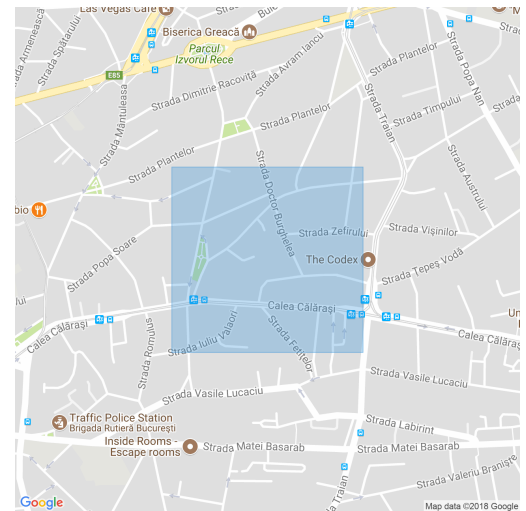 Las Vegas Cafe
Biserica Greacă
Parcul
Izvorul Rece
E85
Strada Armenească
Strada Spătarului
Strada Mântuleasa
Strada Dimitrie Racoviță
Strada Avram Iancu
Strada Plantelor
Strada Plantelor
Strada Plantelor
Strada Traian
Strada Popa Nan
Strada Timpului
Strada Austrului
Strada Popa Soare
Strada Doctor Burghelea
Strada Zefirului
Strada Vișinilor
The Codex
Strada Tepeș Vodă
Calea Călărași
Calea Călărași
Calea Călărași
Strada Romulus
Strada Iuliu Valaori
Strada Fetițelor
Strada Vasile Lucaciu
Strada Vasile Lucaciu
Traffic Police Station
Brigada Rutieră București
Inside Rooms -
Escape rooms
Strada Labirint
Strada Matei Basarab
Strada Matei Basarab
Strada Traian
Strada Valeriu Braniște
Google
Map data ©2018 Google